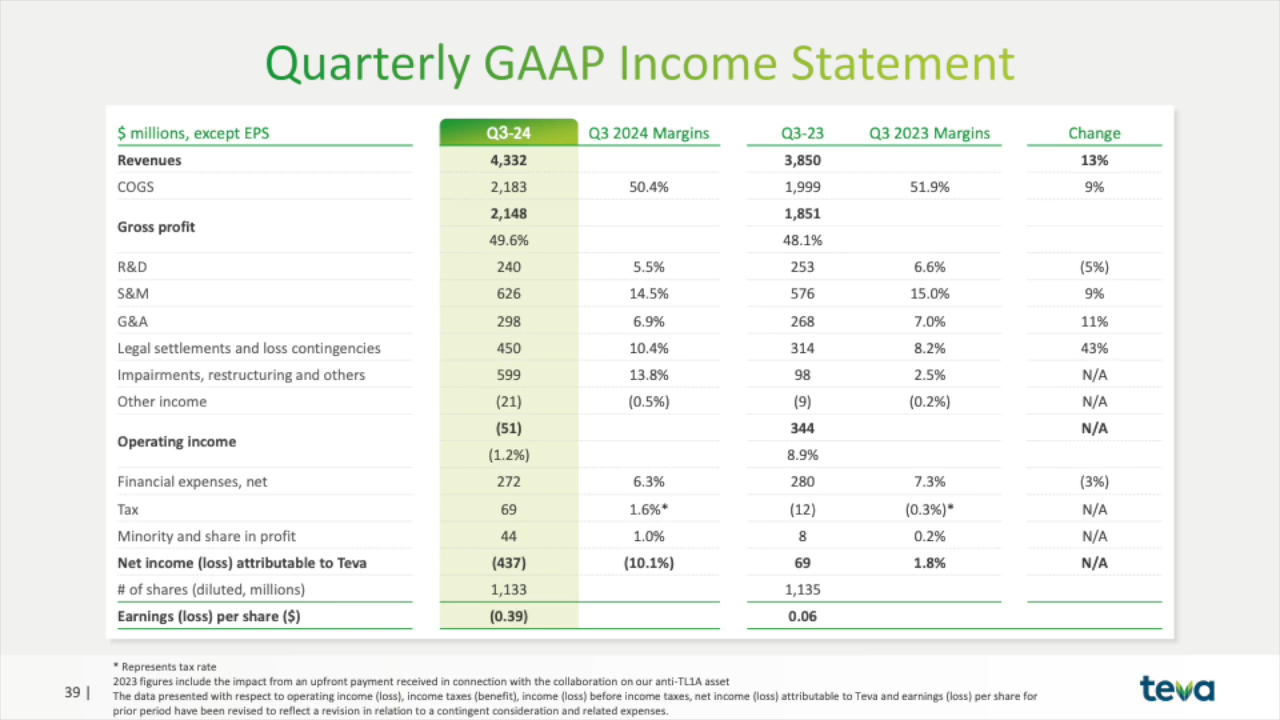 Quarterly GAAP Income Statement
$ millions, except EPS Q3-24 Q3 2024 Margins Q3-23 Q3 2023 Margins Change
Revenues 4,332 3,850 13%
COGS 2,183 50.4% 1,999 51.9% 9%
Gross profit 2,148 1,851
49.6% 48.1%
R&D 240 5.5% 253 6.6% (5%)
S&M 626 14.5% 576 15.0% 9%
G&A 298 6.9% 268 7.0% 11%
Legal settlements and loss contingencies 450 10.4% 314 8.2% 43%
Impairments, restructuring and others 599 13.8% 98 2.5% N/A
Other income (21) (0.5%) (9) (0.2%) N/A
Operating income (51) 344 N/A
(1.2%) 8.9%
Financial expenses, net 272 6.3% 280 7.3% (3%)
Tax 69 1.6%* (12) (0.3%)* N/A
Minority and share in profit 44 1.0% 8 0.2% N/A
Net income (loss) attributable to Teva (437) (10.1%) 69 1.8% N/A
# of shares (diluted, millions) 1,133 1,135
Earnings (loss) per share ($) (0.39) 0.06
* Represents tax rate
2023 figures include the impact from an upfront payment received in connection with the collaboration on our anti-TL1A asset
The data presented with respect to operating income (loss), income taxes (benefit), income (loss) before income taxes, net income (loss) attributable to Teva and earnings (loss) per share for
prior period have been revised to reflect a revision in relation to a contingent consideration and related expenses.
39 |
teva